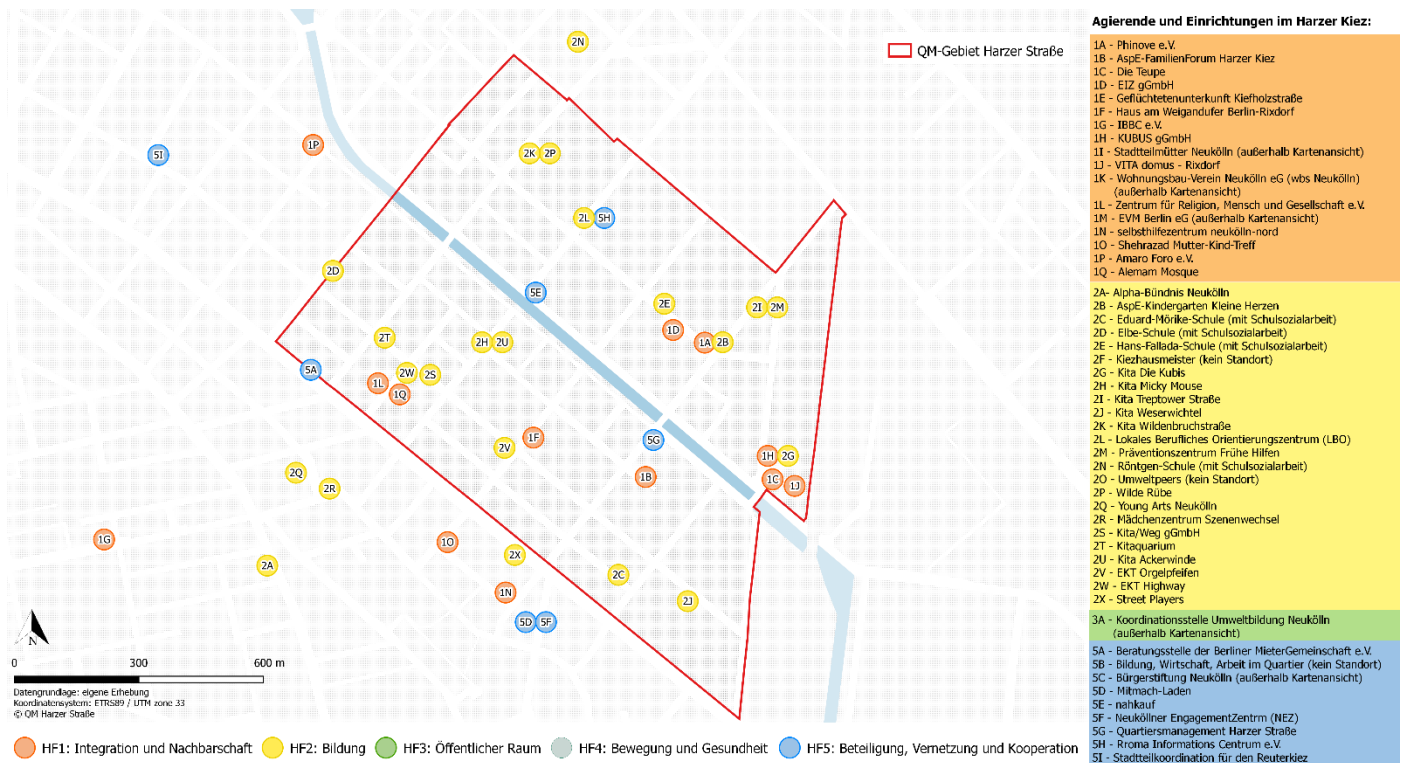 2N
QM-Gebiet Harzer Straße
1P
5I
2K
2P
2L
5H
2D
5E
2E
2I
2M
1D
1A
2B
2T
2H
2U
5A
2W
2S
1L
1Q
1F
5G
2V
1H
2G
1B
1C
1J
2Q
2R
1G
1O
2X
2A
2C
1N
2J
5D
5F
N
0 300 600 m
Datengrundlage: eigene Erhebung
Koordinatensystem: ETRS89 / UTM zone 33
© QM Harzer Straße
HF1: Integration und Nachbarschaft
HF2: Bildung
HF3: Öffentlicher Raum
HF4: Bewegung und Gesundheit
HF5: Beteiligung, Vernetzung und Kooperation
Agierende und Einrichtungen im Harzer Kiez:
1A - Phinove e.V.
1B - AspE-FamilienForum Harzer Kiez
1C - Die Teupe
1D - EIZ gGmbH
1E - Geflüchtetenunterkunft Kiefholzstraße
1F - Haus am Weigandufer Berlin-Rixdorf
1G - IBBC e.V.
1H - KUBUS gGmbH
1I - Stadtteilmütter Neukölln (außerhalb Kartenansicht)
1J - VITA domus - Rixdorf
1K - Wohnungsbau-Verein Neukölln eG (wbs Neukölln)
(außerhalb Kartenansicht)
1L - Zentrum für Religion, Mensch und Gesellschaft e.V.
1M - EVM Berlin eG (außerhalb Kartenansicht)
1N - selbsthilfezentrum neukölln-nord
1O - Shehrazad Mutter-Kind-Treff
1P - Amaro Foro e.V.
1Q - Alemam Mosque
2A- Alpha-Bündnis Neukölln
2B - AspE-Kindergarten Kleine Herzen
2C - Eduard-Mörike-Schule (mit Schulsozialarbeit)
2D - Elbe-Schule (mit Schulsozialarbeit)
2E - Hans-Fallada-Schule (mit Schulsozialarbeit)
2F - Kiezhausmeister (kein Standort)
2G - Kita Die Kubis
2H - Kita Micky Mouse
2I - Kita Treptower Straße
2J - Kita Weserwichtel
2K - Kita Wildenbruchstraße
2L - Lokales Berufliches Orientierungszentrum (LBO)
2M - Präventionszentrum Frühe Hilfen
2N - Röntgen-Schule (mit Schulsozialarbeit)
2O - Umweltpeers (kein Standort)
2P - Wilde Rübe
2Q - Young Arts Neukölln
2R - Mädchenzentrum Szenenwechsel
2S - Kita/Weg gGmbH
2T - Kitaquarium
2U - Kita Ackerwinde
2V - EKT Orgelpfeifen
2W - EKT Highway
2X - Street Players
3A - Koordinationsstelle Umweltbildung Neukölln
(außerhalb Kartenansicht)
5A - Beratungsstelle der Berliner MieterGemeinschaft e.V.
5B - Bildung, Wirtschaft, Arbeit im Quartier (kein Standort)
5C - Bürgerstiftung Neukölln (außerhalb Kartenansicht)
5D - Mitmach-Laden
5E - nahkauf
5F - Neuköllner EngagementZentrm (NEZ)
5G - Quartiersmanagement Harzer Straße
5H - Rroma Informations Centrum e.V.
5I - Stadtteilkoordination für den Reuterkiez